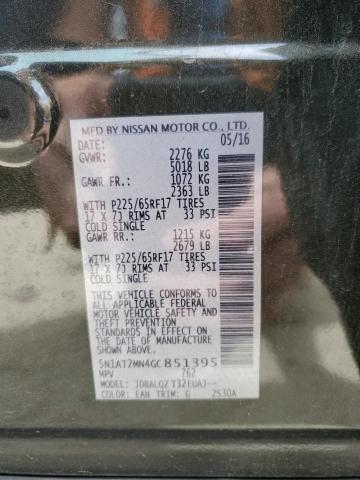 MFD BY NISSAN MOTOR CO., LTD.
DATE: 05/16
GVWR: 2276 KG
5018 LB
GAWR FR.: 1072 KG
2363 LB
WITH P225/65RF17 TIRES
17 X 7J RIMS AT 33 PSI
COLD SINGLE
GAWR RR.: 1215 KG
2679 LB
WITH P225/65RF17 TIRES
17 X 7J RIMS AT 33 PSI
COLD SINGLE
THIS VEHICLE CONFORMS TO
ALL APPLICABLE FEDERAL
MOTOR VEHICLE SAFETY AND
THEFT PREVENTION
STANDARDS IN EFFECT ON
THE DATE OF MANUFACTURE
SHOWN ABOVE.
5N1AT2MN4GC851395
MPV 762
MODEL: JDBALQZ T32EUAJ--
COLOR: EAN TRIM: G 2S30A